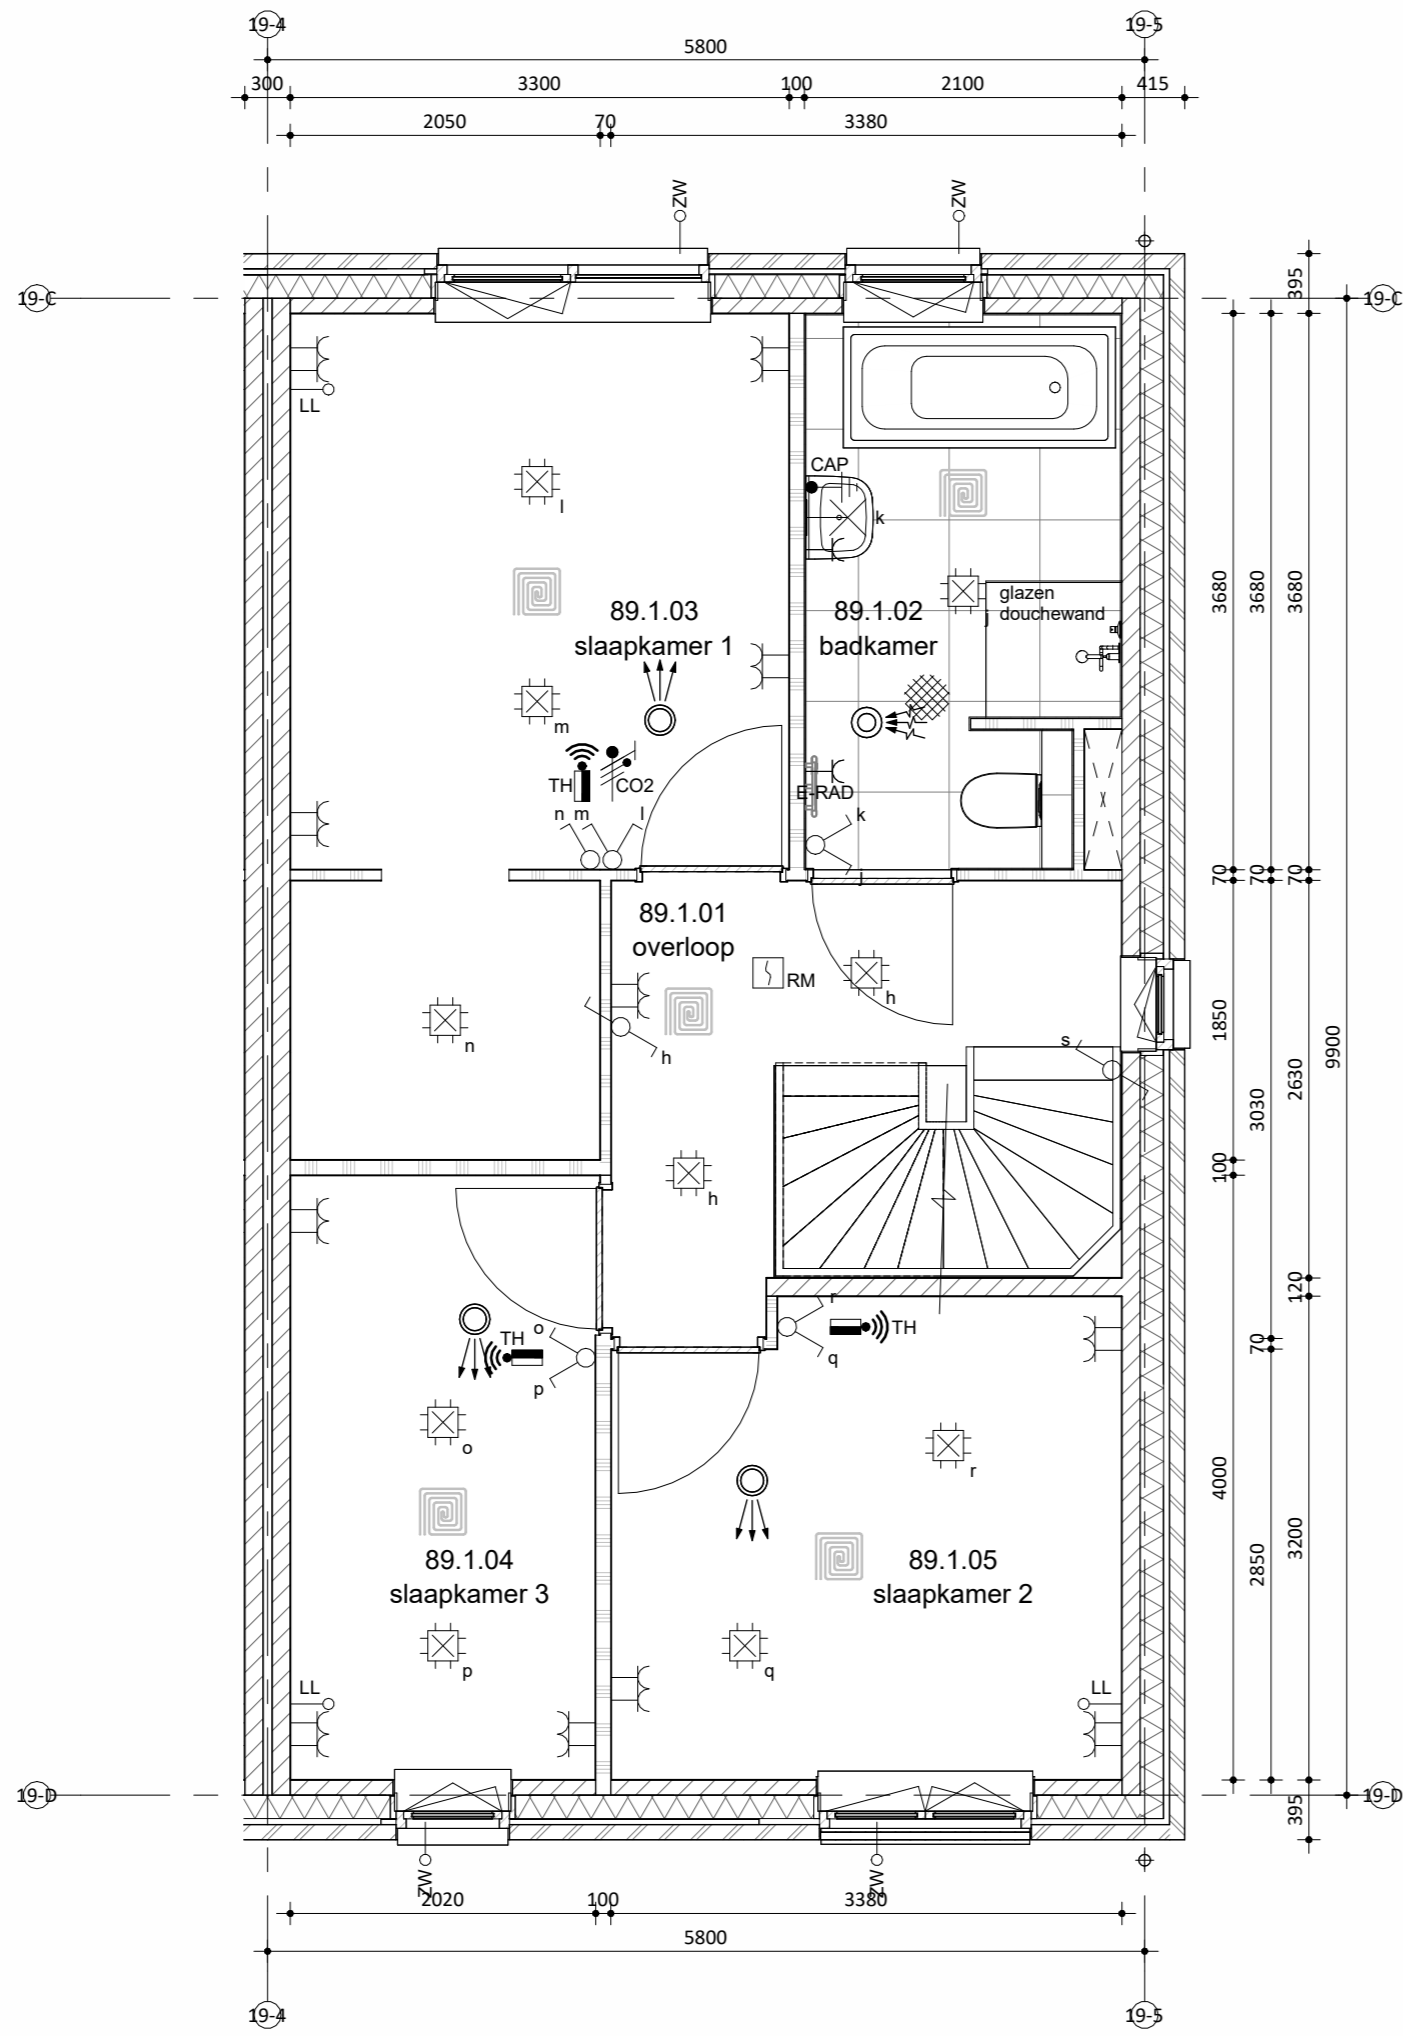 19-4
19-5
5800
300
3300
100
2100
415
2050
70
3380
ZW
ZW
395
19-C
19-C
LL
CAP
l
k
3680
3680
3680
89.1.03
slaapkamer 1
89.1.02
badkamer
glazen
douchewand
j
m
TH
CO2
E-RAD
n
m
l
k
j
70
70
70
89.1.01
overloop
RM
h
n
h
s
1850
3030
2630
9900
100
h
120
70
r
q
TH
o
TH
p
o
r
4000
2850
3200
89.1.04
slaapkamer 3
89.1.05
slaapkamer 2
p
q
LL
LL
19-D
19-D
395
ZW
ZW
2020
100
3380
5800
19-4
19-5